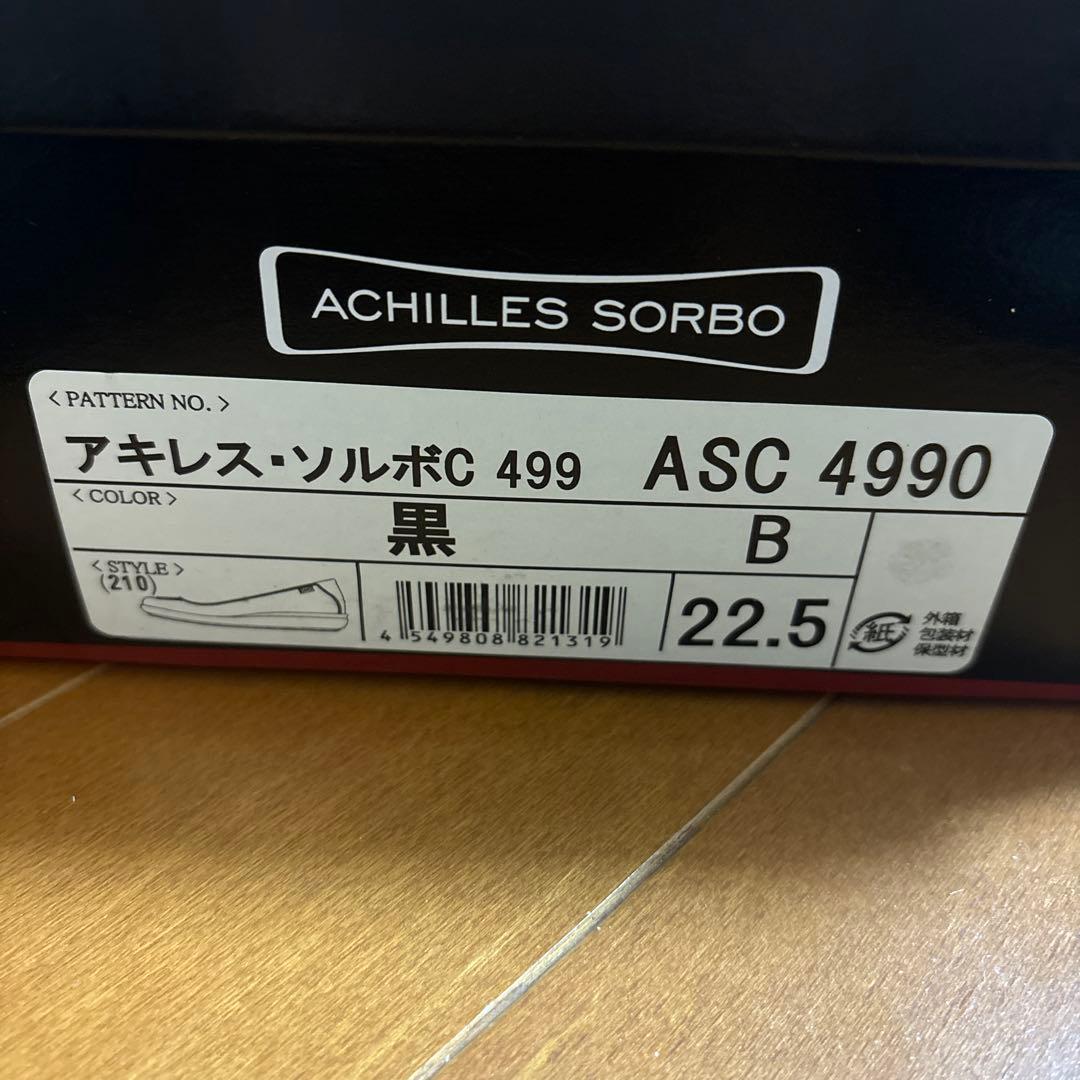 ACHILLES SORBO
< PATTERN NO. >
アキレス・ソルボC 499 ASC 4990
< COLOR >
黒 B
< STYLE >
(210)
4 549808 821319
22.5
紙
外箱
包装材
保型材